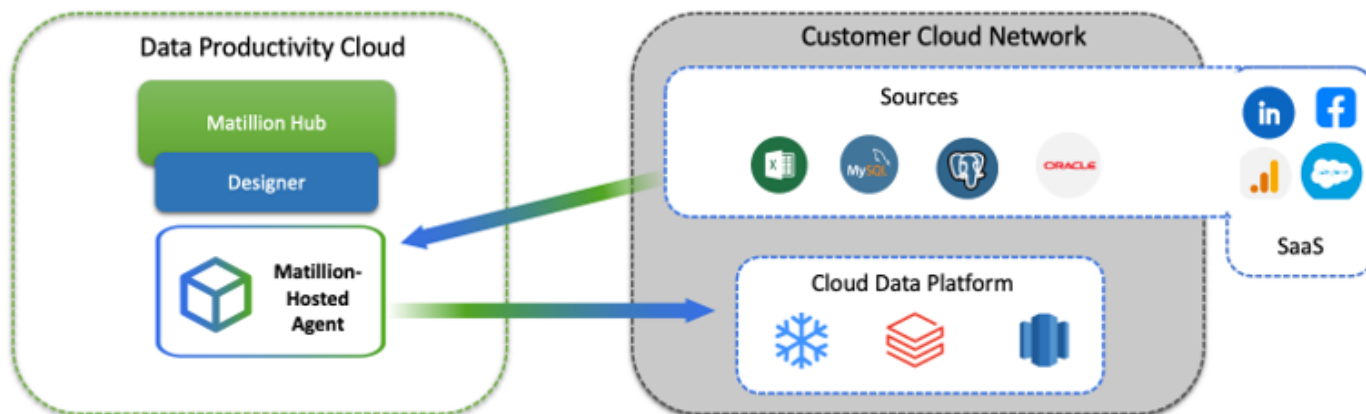 Data Productivity Cloud
Matillion Hub
Designer
Matillion-
Hosted
Agent
Customer Cloud Network
Sources
X
MySQL
ORACLE
in
f
SaaS
Cloud Data Platform